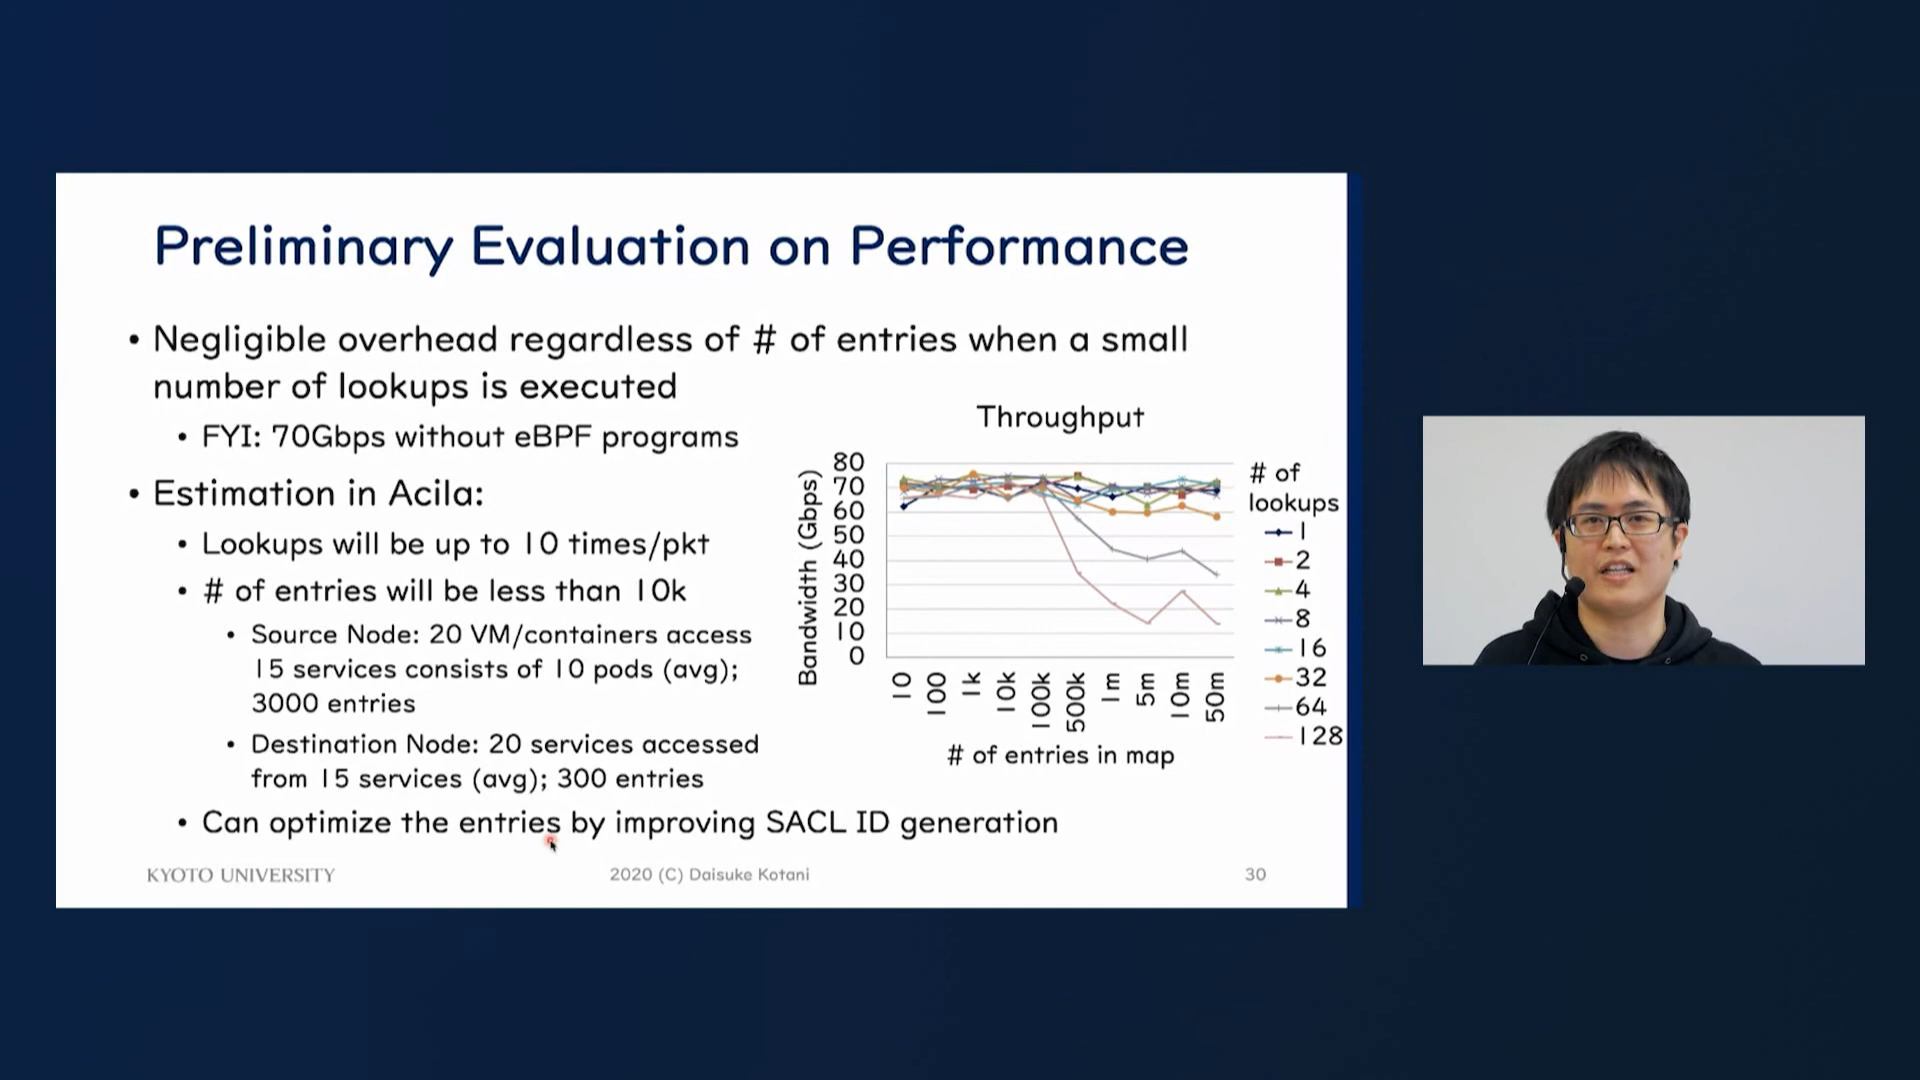 Preliminary Evaluation on Performance
• Negligible overhead regardless of # of entries when a small
number of lookups is executed
• FYI: 70Gbps without eBPF programs
• Estimation in Acila:
• Lookups will be up to 10 times/pkt
• # of entries will be less than 10k
• Source Node: 20 VM/containers access
15 services consists of 10 pods (avg);
3000 entries
• Destination Node: 20 services accessed
from 15 services (avg); 300 entries
• Can optimize the entries by improving SACL ID generation
Throughput
Bandwidth (Gbps)
80
70
60
50
40
30
20
10
0
10
100
1k
10k
100k
500k
1m
5m
10m
50m
# of entries in map
# of
lookups
1
2
4
8
16
32
64
128
KYOTO UNIVERSITY
2020 (C) Daisuke Kotani
30